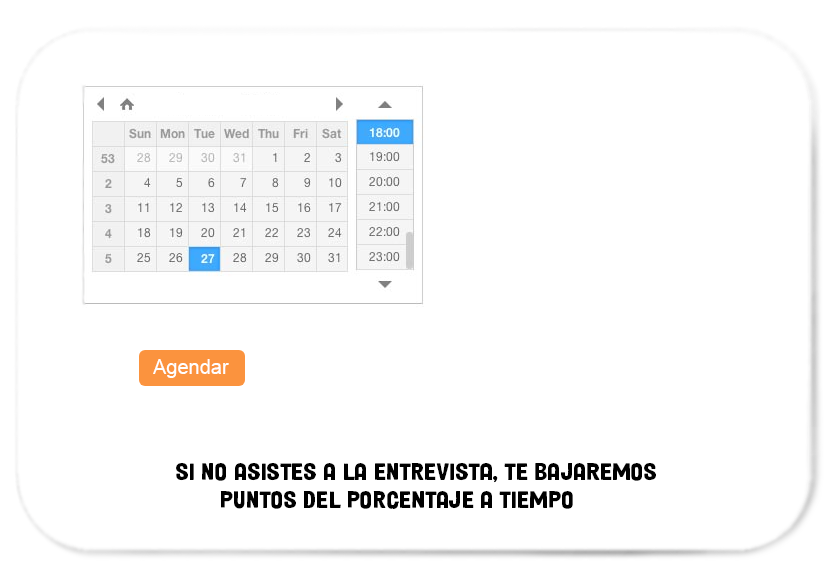 Sun Mon Tue Wed Thu Fri Sat 18:00
53 28 29 30 31 1 2 3 19:00
2 4 5 6 7 8 9 10 20:00
3 11 12 13 14 15 16 17 21:00
4 18 19 20 21 22 23 24 22:00
5 25 26 27 28 29 30 31 23:00
Agendar
SI NO ASISTES A LA ENTREVISTA, TE BAJAREMOS
PUNTOS DEL PORCENTAJE A TIEMPO